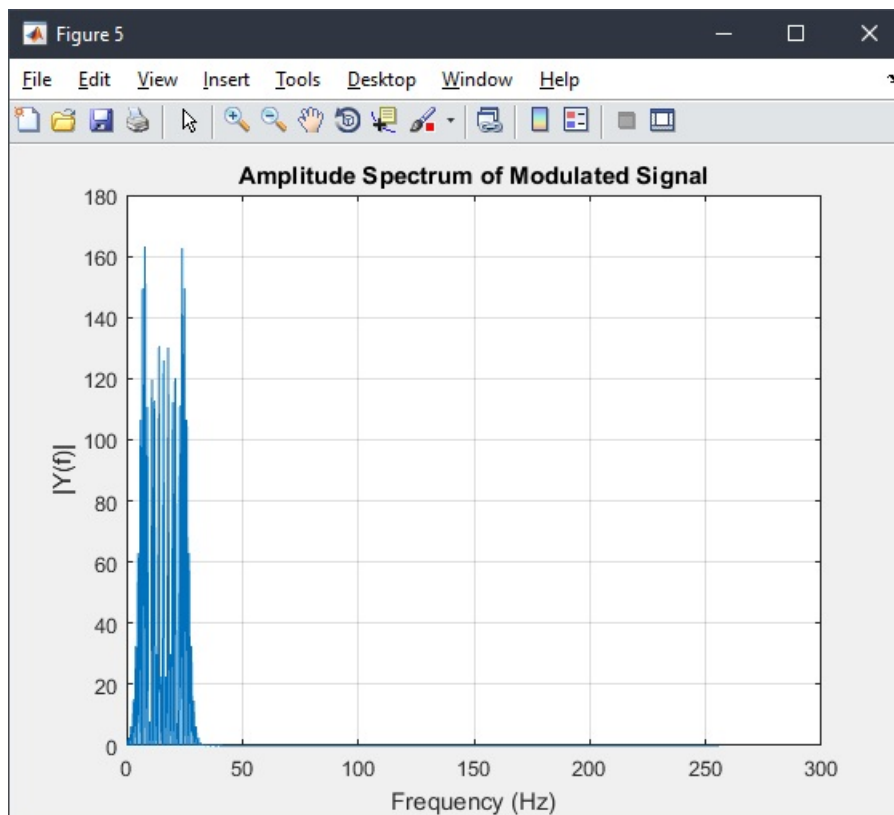 Figure 5
File Edit View Insert Tools Desktop Window Help
Amplitude Spectrum of Modulated Signal
180
160
140
120
100
80
60
40
20
0
|Y(f)|
0 50 100 150 200 250 300
Frequency (Hz)